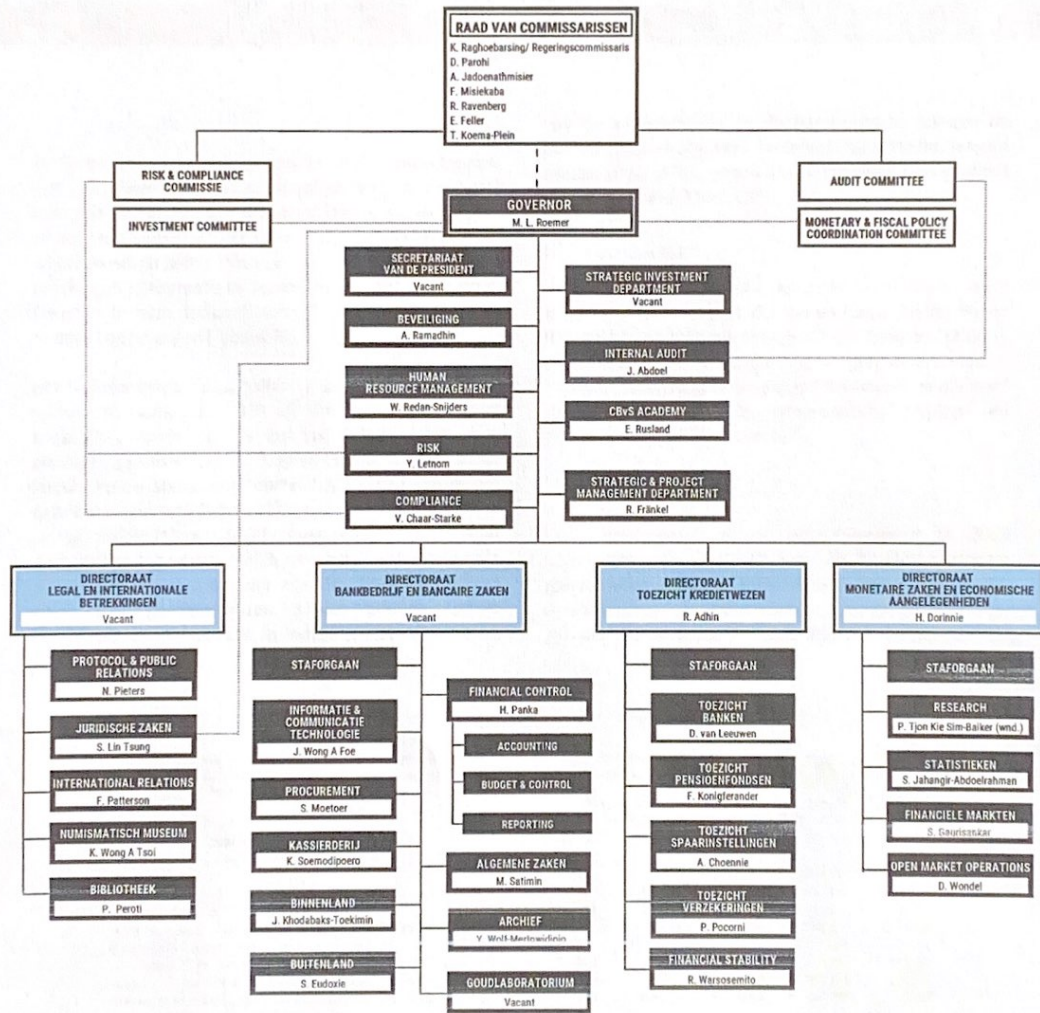 RAAD VAN COMMISSARISSEN
K. Raghoebarsing/ Regeringscommissaris
D. Parohi
A. Jadoenathmisier
F. Misiekaba
R. Ravenberg
E. Feller
T. Koema-Plein
RISK & COMPLIANCE
COMMISSIE
INVESTMENT COMMITTEE
AUDIT COMMITTEE
MONETARY & FISCAL POLICY
COORDINATION COMMITTEE
GOVERNOR
M. L. Roemer
SECRETARIAAT
VAN DE PRESIDENT
Vacant
BEVEILIGING
A. Ramadhin
HUMAN
RESOURCE MANAGEMENT
W. Redan-Snijders
RISK
Y. Letnom
COMPLIANCE
V. Chaar-Starke
STRATEGIC INVESTMENT
DEPARTMENT
Vacant
INTERNAL AUDIT
J. Abdoel
CBvS ACADEMY
E. Rusland
STRATEGIC & PROJECT
MANAGEMENT DEPARTMENT
R. Fränkel
DIRECTORAAT
LEGAL EN INTERNATIONALE
BETREKKINGEN
Vacant
PROTOCOL & PUBLIC
RELATIONS
N. Pieters
JURIDISCHE ZAKEN
S. Lin Tsung
INTERNATIONAL RELATIONS
F. Patterson
NUMISMATISCH MUSEUM
K. Wong A Tsoi
BIBLIOTHEEK
P. Peroti
DIRECTORAAT
BANKBEDRIJF EN BANCAIRE ZAKEN
Vacant
STAFORGAAN
INFORMATIE &
COMMUNICATIE
TECHNOLOGIE
J. Wong A Foe
PROCUREMENT
S. Moetoer
KASSIERDERIJ
K. Soemodipoero
BINNENLAND
J. Khodabaks-Toekimin
BUITENLAND
S. Eudoxie
FINANCIAL CONTROL
H. Panka
ACCOUNTING
BUDGET & CONTROL
REPORTING
ALGEMENE ZAKEN
M. Satimin
ARCHIEF
GOUDLABORATORIUM
Vacant
DIRECTORAAT
TOEZICHT KREDIETWEZEN
R. Adhin
STAFORGAAN
TOEZICHT
BANKEN
D. van Leeuwen
TOEZICHT
PENSIOENFONDSEN
F. Koniglerander
TOEZICHT
SPAARINSTELLINGEN
A. Choennie
TOEZICHT
VERZEKERINGEN
P. Pocorni
FINANCIAL STABILITY
R. Warsosemito
DIRECTORAAT
MONETAIRE ZAKEN EN ECONOMISCHE
AANGELEGENHEDEN
H. Dorinnie
STAFORGAAN
RESEARCH
P. Tjon Kie Sim-Balker (wnd.)
STATISTIEKEN
S. Jahangir-Abdoelrahman
FINANCIELE MARKTEN
S. Gaurisankar
OPEN MARKET OPERATIONS
D. Wondel